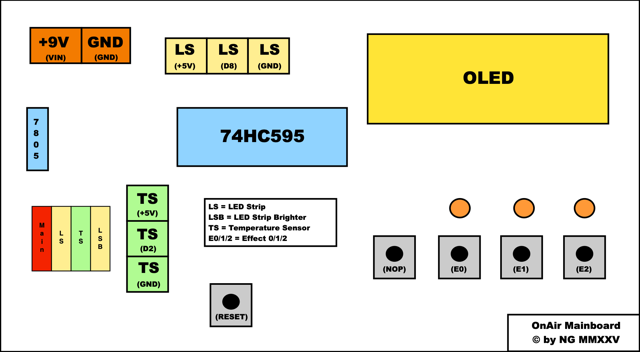 +9V GND
(VIN) (GND)
LS LS LS
(+5V) (D8) (GND)
OLED
7805
74HC595
Main LS TS LSB
TS
(+5V)
TS
(D2)
TS
(GND)
LS = LED Strip
LSB = LED Strip Brighter
TS = Temperature Sensor
E0/1/2 = Effect 0/1/2
(NOP) (E0) (E1) (E2)
(RESET)
OnAir Mainboard
© by NG MMXXV